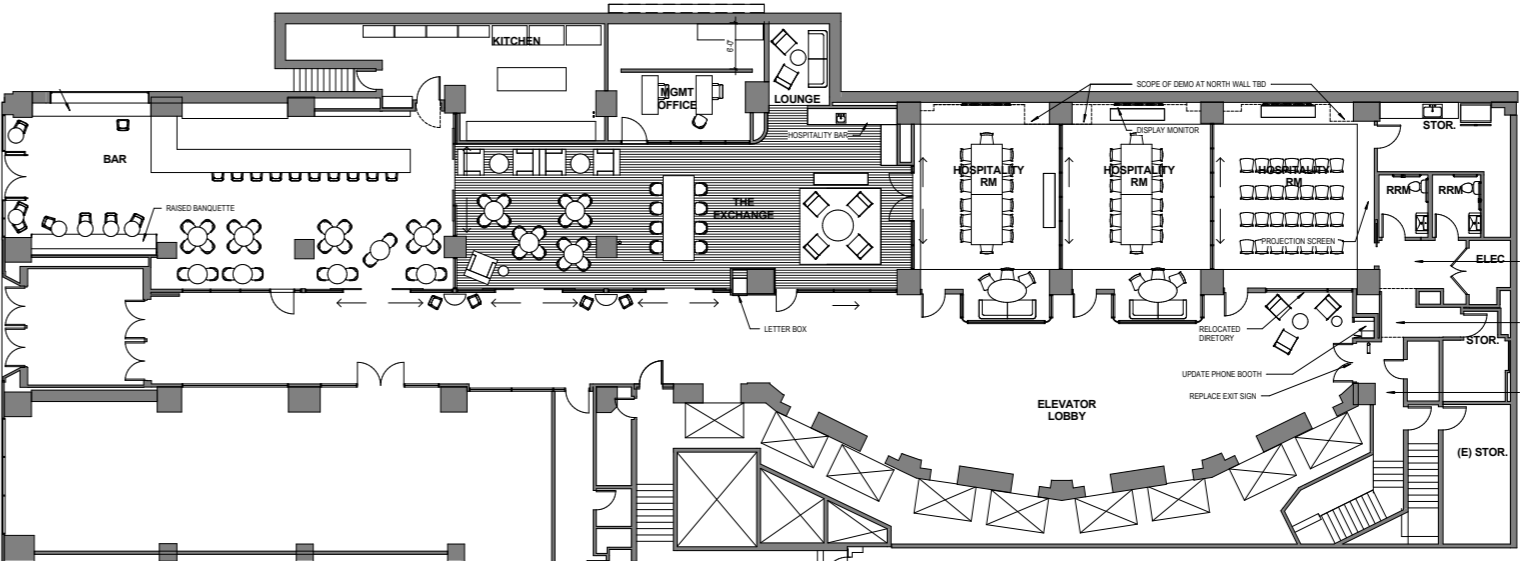 KITCHEN
6'-0"
MGMT
OFFICE
LOUNGE
SCOPE OF DEMO AT NORTH WALL TBD
HOSPITALITY BAR
DISPLAY MONITOR
STOR.
BAR
HOSPITALITY
RM
HOSPITALITY
RM
HOSPITALITY
RM
RRM
RRM
RAISED BANQUETTE
THE
EXCHANGE
PROJECTION SCREEN
ELEC
LETTER BOX
RELOCATED
DIRETORY
STOR.
UPDATE PHONE BOOTH
REPLACE EXIT SIGN
ELEVATOR
LOBBY
(E) STOR.